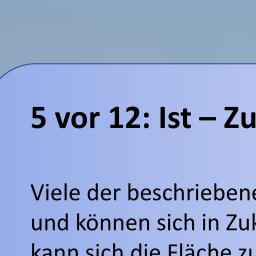 5 vor 12: Ist – Zu
Viele der beschriebene
und können sich in Zuk
kann sich die Fläche zu